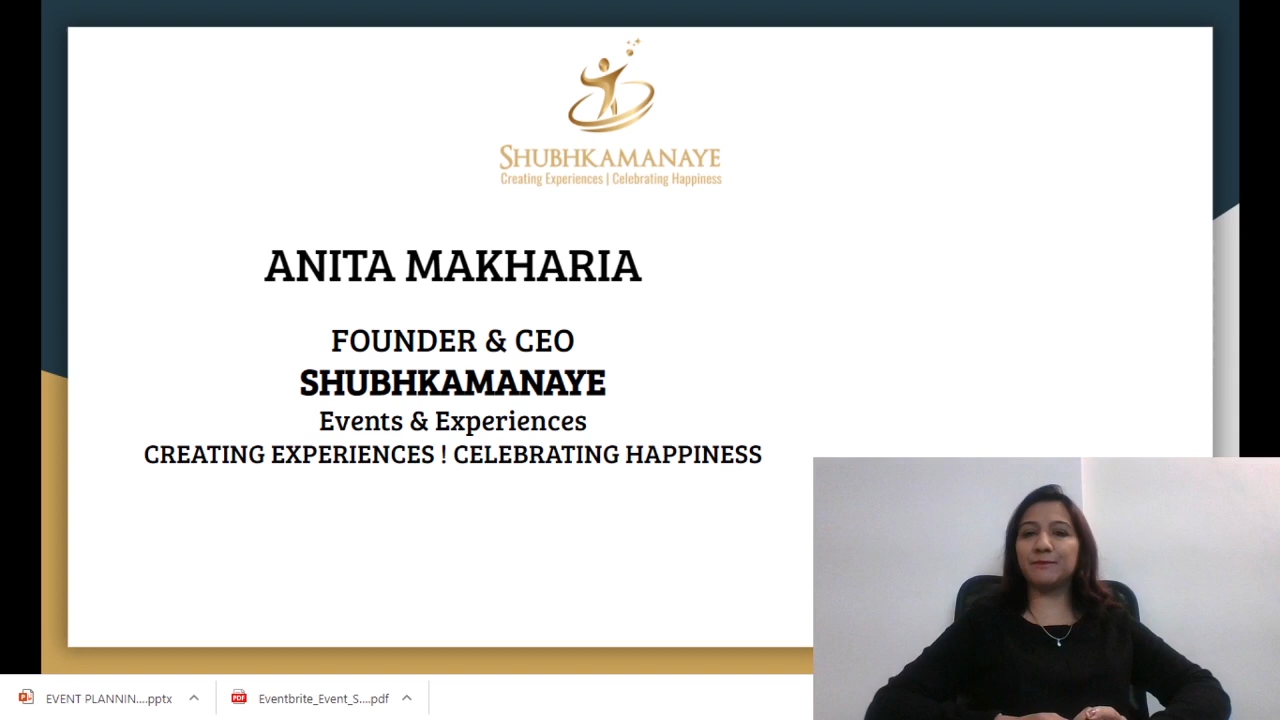 SHUBHKAMANAYE
Creating Experiences | Celebrating Happiness
ANITA MAKHARIA
FOUNDER & CEO
SHUBHKAMANAYE
Events & Experiences
CREATING EXPERIENCES ! CELEBRATING HAPPINESS
EVENT PLANNIN....pptx
PDF
Eventbrite_Event_S....pdf